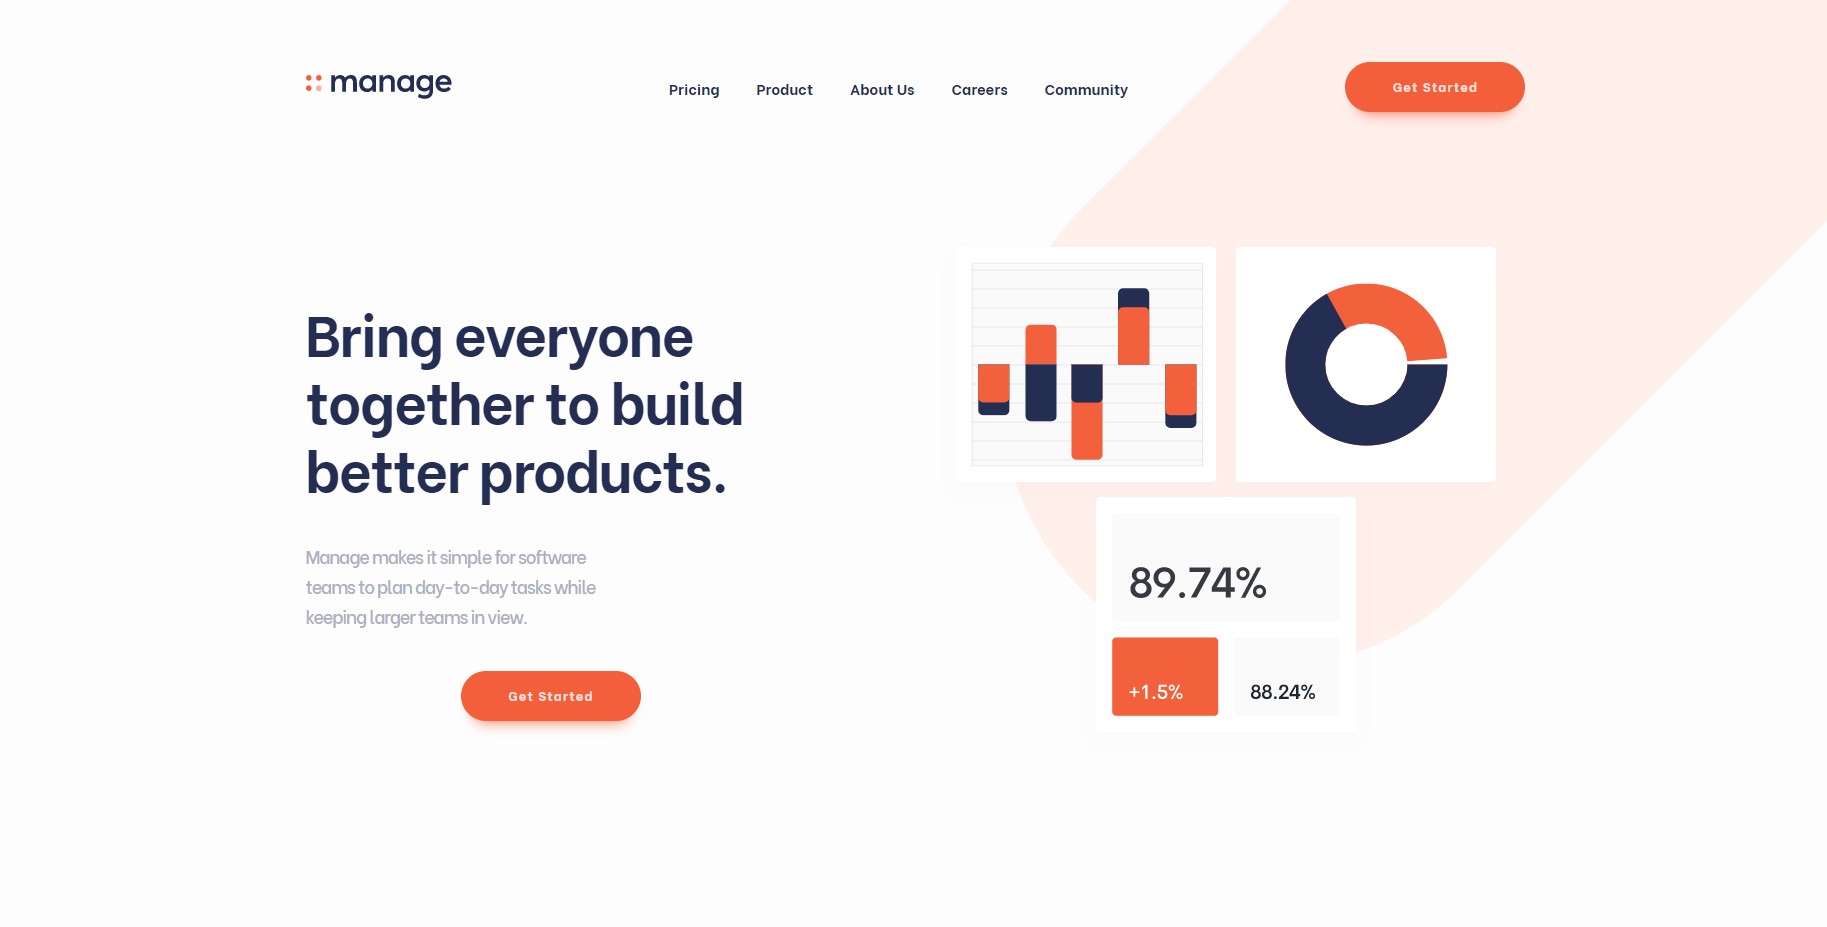 manage
Pricing
Product
About Us
Careers
Community
Get Started
Bring everyone
together to build
better products.
Manage makes it simple for software
teams to plan day-to-day tasks while
keeping larger teams in view.
Get Started
89.74%
+1.5%
88.24%